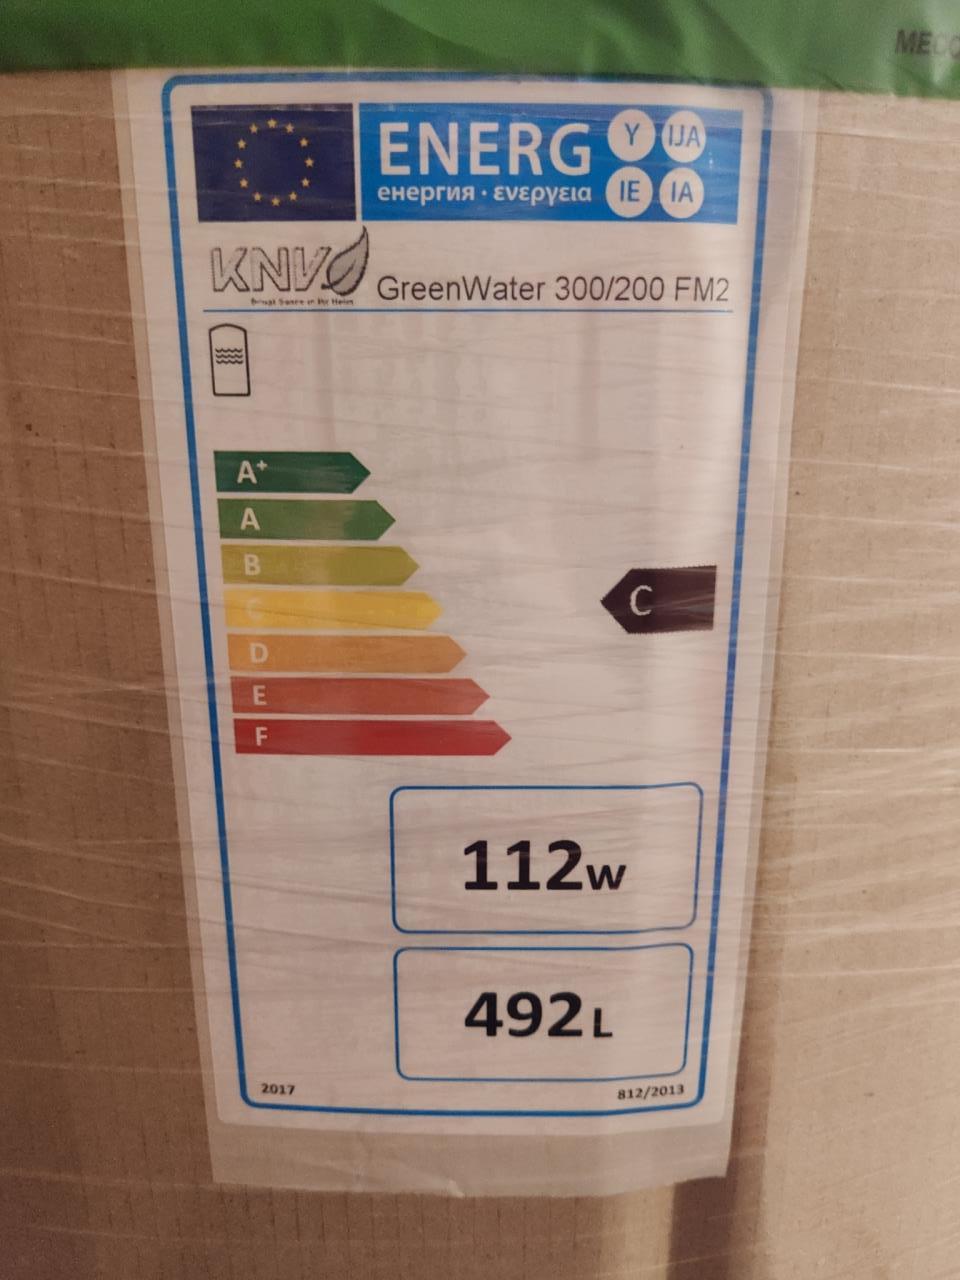 ENERG
Y IJA
IE IA
енергия · ενεργεια
KNV
GreenWater 300/200 FM2
A⁺
A
B
C
C
D
E
F
112W
492L
2017
812/2013